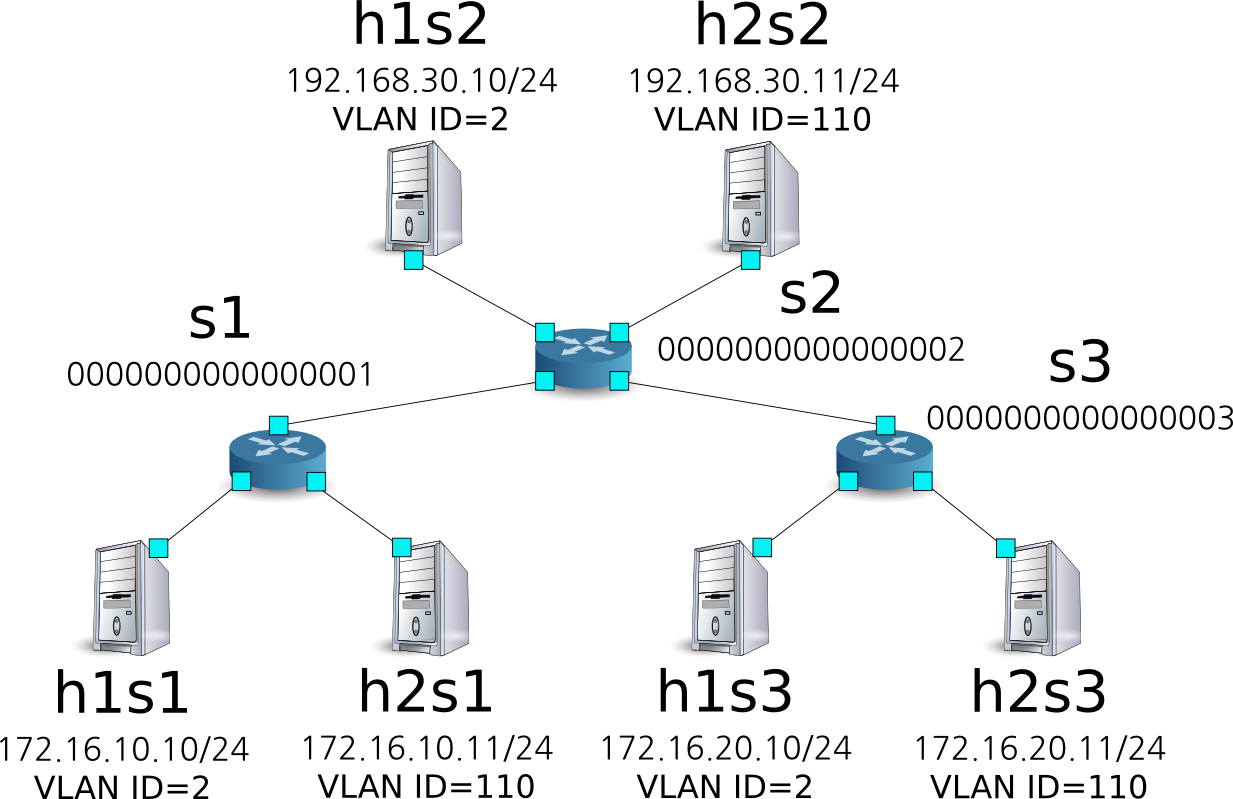 h1s2
192.168.30.10/24
VLAN ID=2
h2s2
192.168.30.11/24
VLAN ID=110
s1
0000000000000001
s2
0000000000000002
s3
0000000000000003
h1s1
172.16.10.10/24
VLAN ID=2
h2s1
172.16.10.11/24
VLAN ID=110
h1s3
172.16.20.10/24
VLAN ID=2
h2s3
172.16.20.11/24
VLAN ID=110